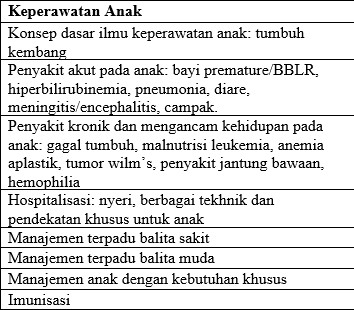 Keperawatan Anak
Konsep dasar ilmu keperawatan anak: tumbuh
kembang
Penyakit akut pada anak: bayi premature/BBLR,
hiperbilirubinemia, pneumonia, diare,
meningitis/encephalitis, campak.
Penyakit kronik dan mengancam kehidupan pada
anak: gagal tumbuh, malnutrisi leukemia, anemia
aplastik, tumor wilm’s, penyakit jantung bawaan,
hemophilia
Hospitalisasi: nyeri, berbagai tekhnik dan
pendekatan khusus untuk anak
Manajemen terpadu balita sakit
Manajemen terpadu balita muda
Manajemen anak dengan kebutuhan khusus
Imunisasi